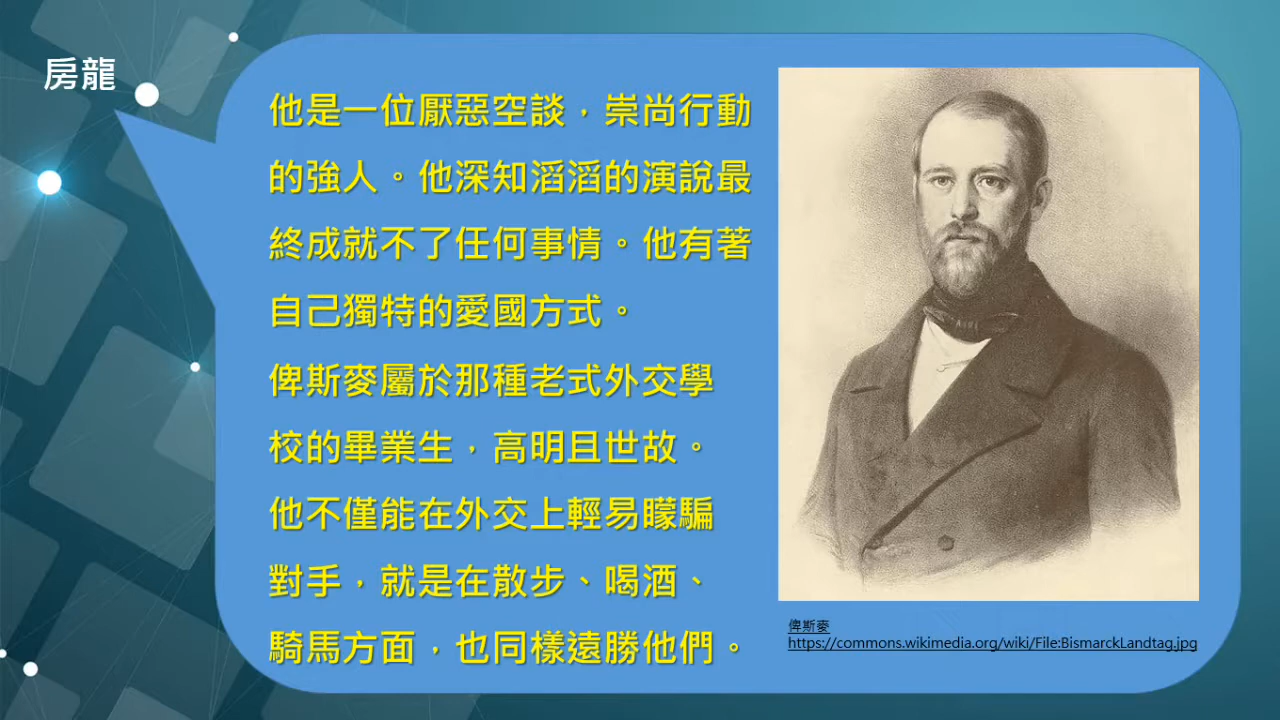 房龍
他是一位厭惡空談，崇尚行動
的強人。他深知滔滔的演說最
終成就不了任何事情。他有著
自己獨特的愛國方式。
俾斯麥屬於那種老式外交學
校的畢業生，高明且世故。
他不僅能在外交上輕易矇騙
對手，就是在散步、喝酒、
騎馬方面，也同樣遠勝他們。
俾斯麥
https://commons.wikimedia.org/wiki/File:BismarckLandtag.jpg